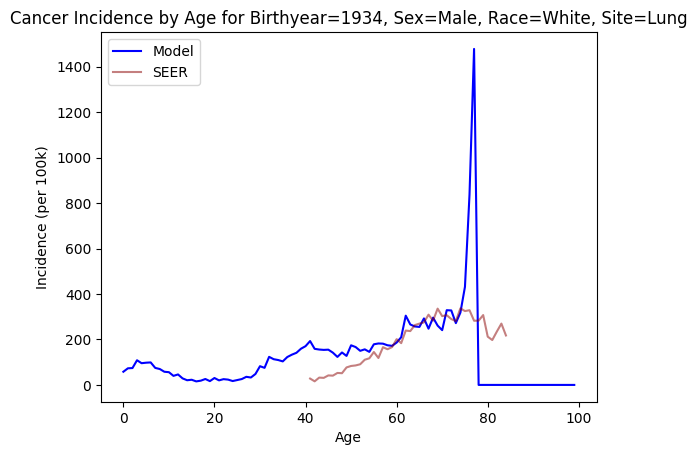 Cancer Incidence by Age for Birthyear=1934, Sex=Male, Race=White, Site=Lung
Model
SEER
1400
1200
1000
800
600
400
200
0
Incidence (per 100k)
0 20 40 60 80 100
Age